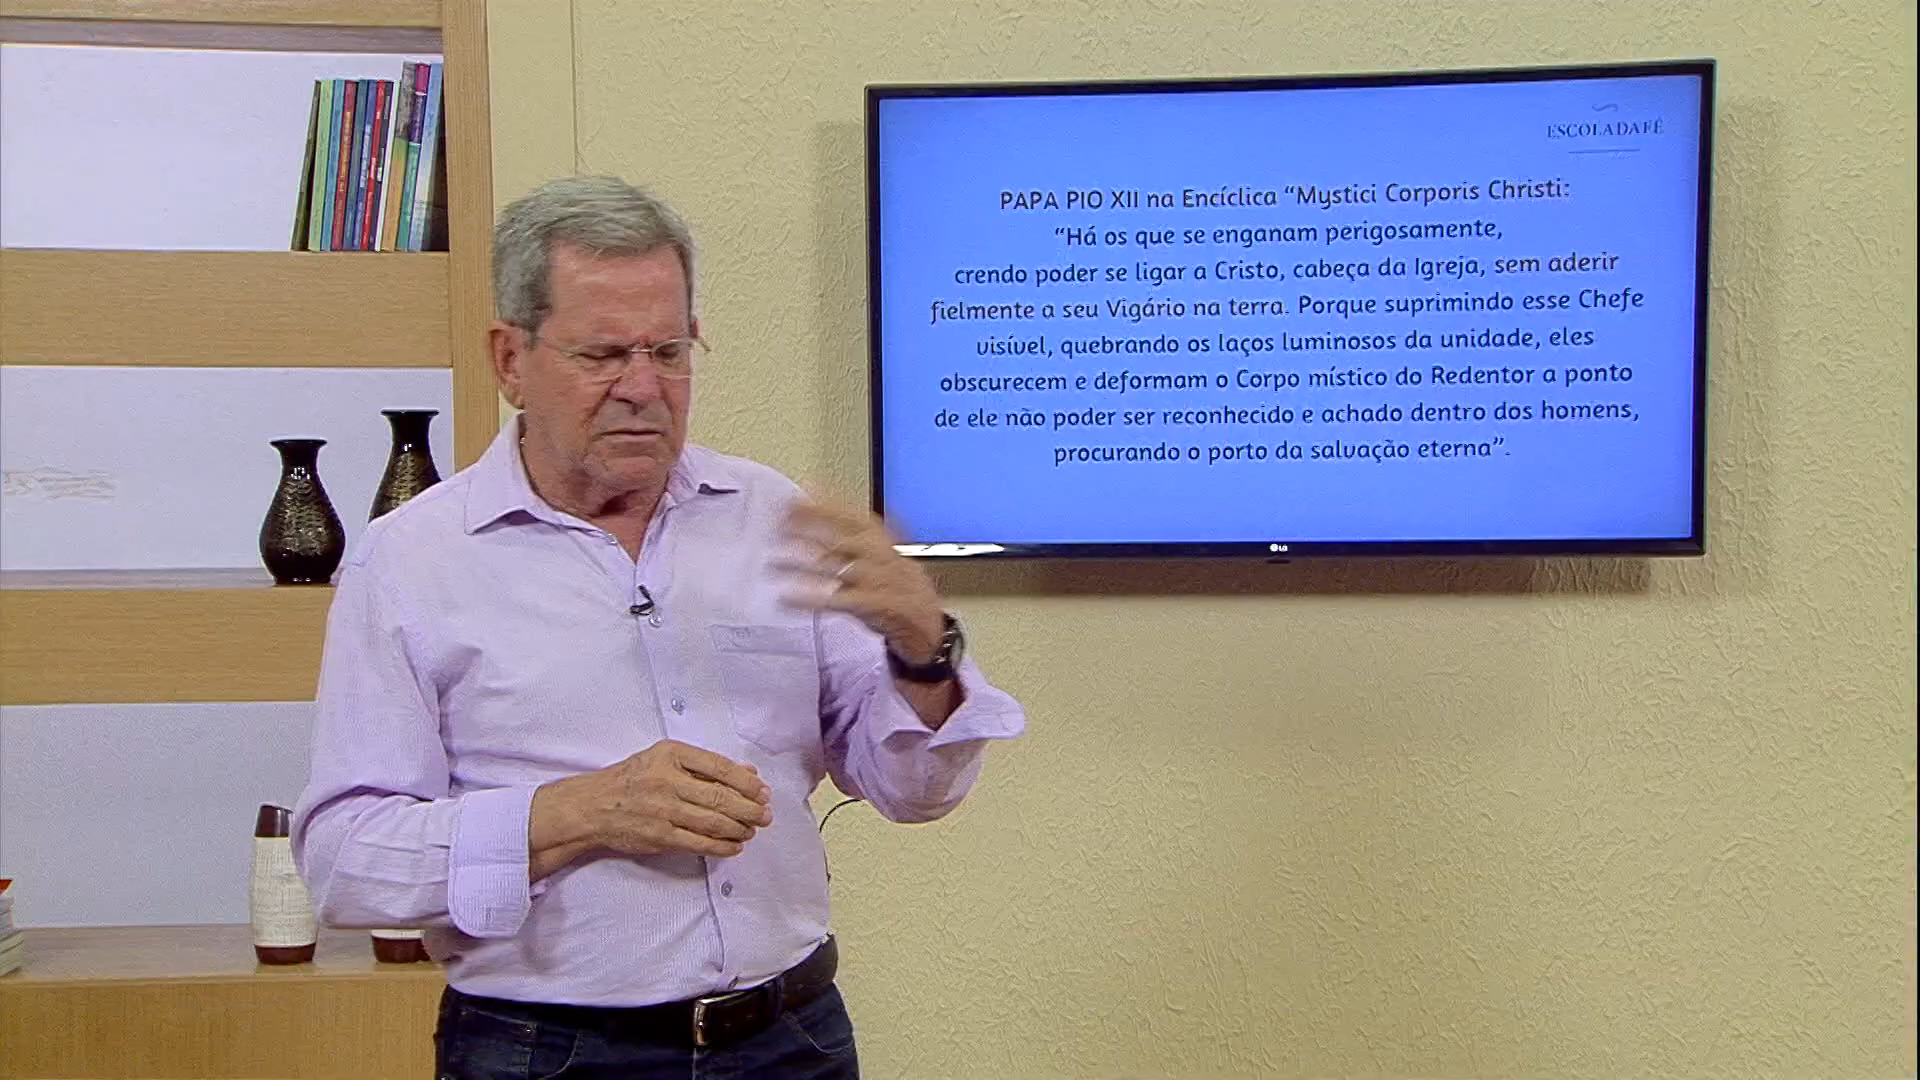 ESCOLADAFÉ
PAPA PIO XII na Encíclica “Mystici Corporis Christi:
“Há os que se enganam perigosamente,
crendo poder se ligar a Cristo, cabeça da Igreja, sem aderir
fielmente a seu Vigário na terra. Porque suprimindo esse Chefe
visível, quebrando os laços luminosos da unidade, eles
obscurecem e deformam o Corpo místico do Redentor a ponto
de ele não poder ser reconhecido e achado dentro dos homens,
procurando o porto da salvação eterna”.
LG